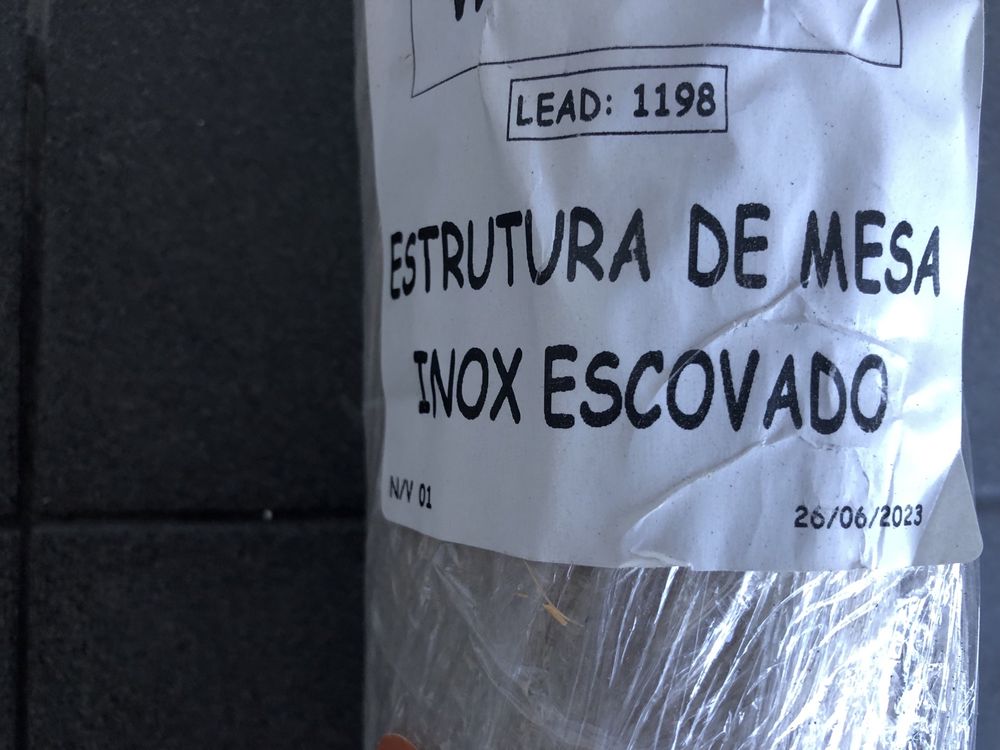 LEAD: 1198
ESTRUTURA DE MESA
INOX ESCOVADO
N/V 01
26/06/2023